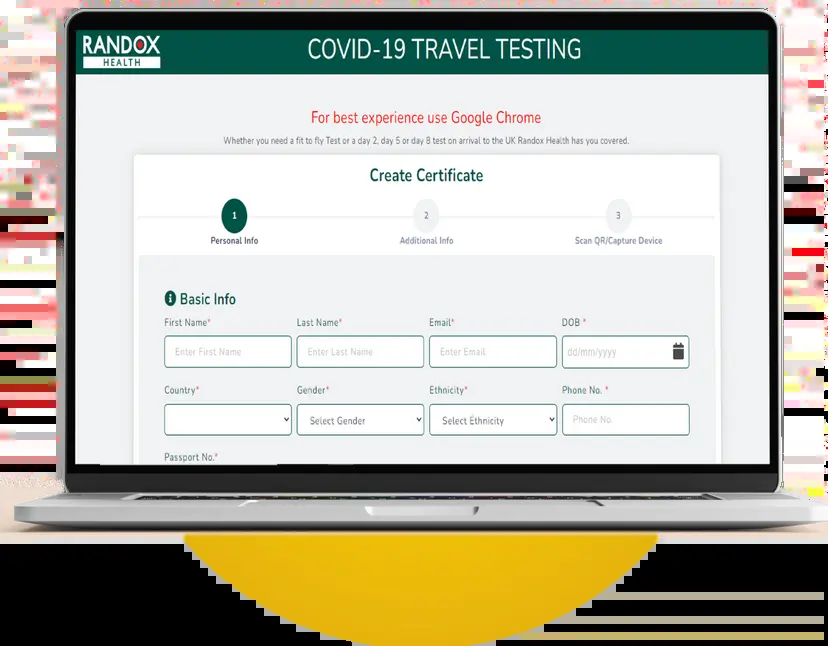 RANDOX
HEALTH
COVID-19 TRAVEL TESTING
For best experience use Google Chrome
Whether you need a fit to fly Test or a day 2, day 5 or day 8 test on arrival to the UK Randox Health has you covered.
Create Certificate
1 2 3
Personal Info Additional Info Scan QR/Capture Device
i Basic Info
First Name* Last Name* Email* DOB *
Enter First Name Enter Last Name Enter Email dd/mm/yyyy
Country* Gender* Ethnicity* Phone No. *
Select Gender Select Ethnicity Phone No.
Passport No.*